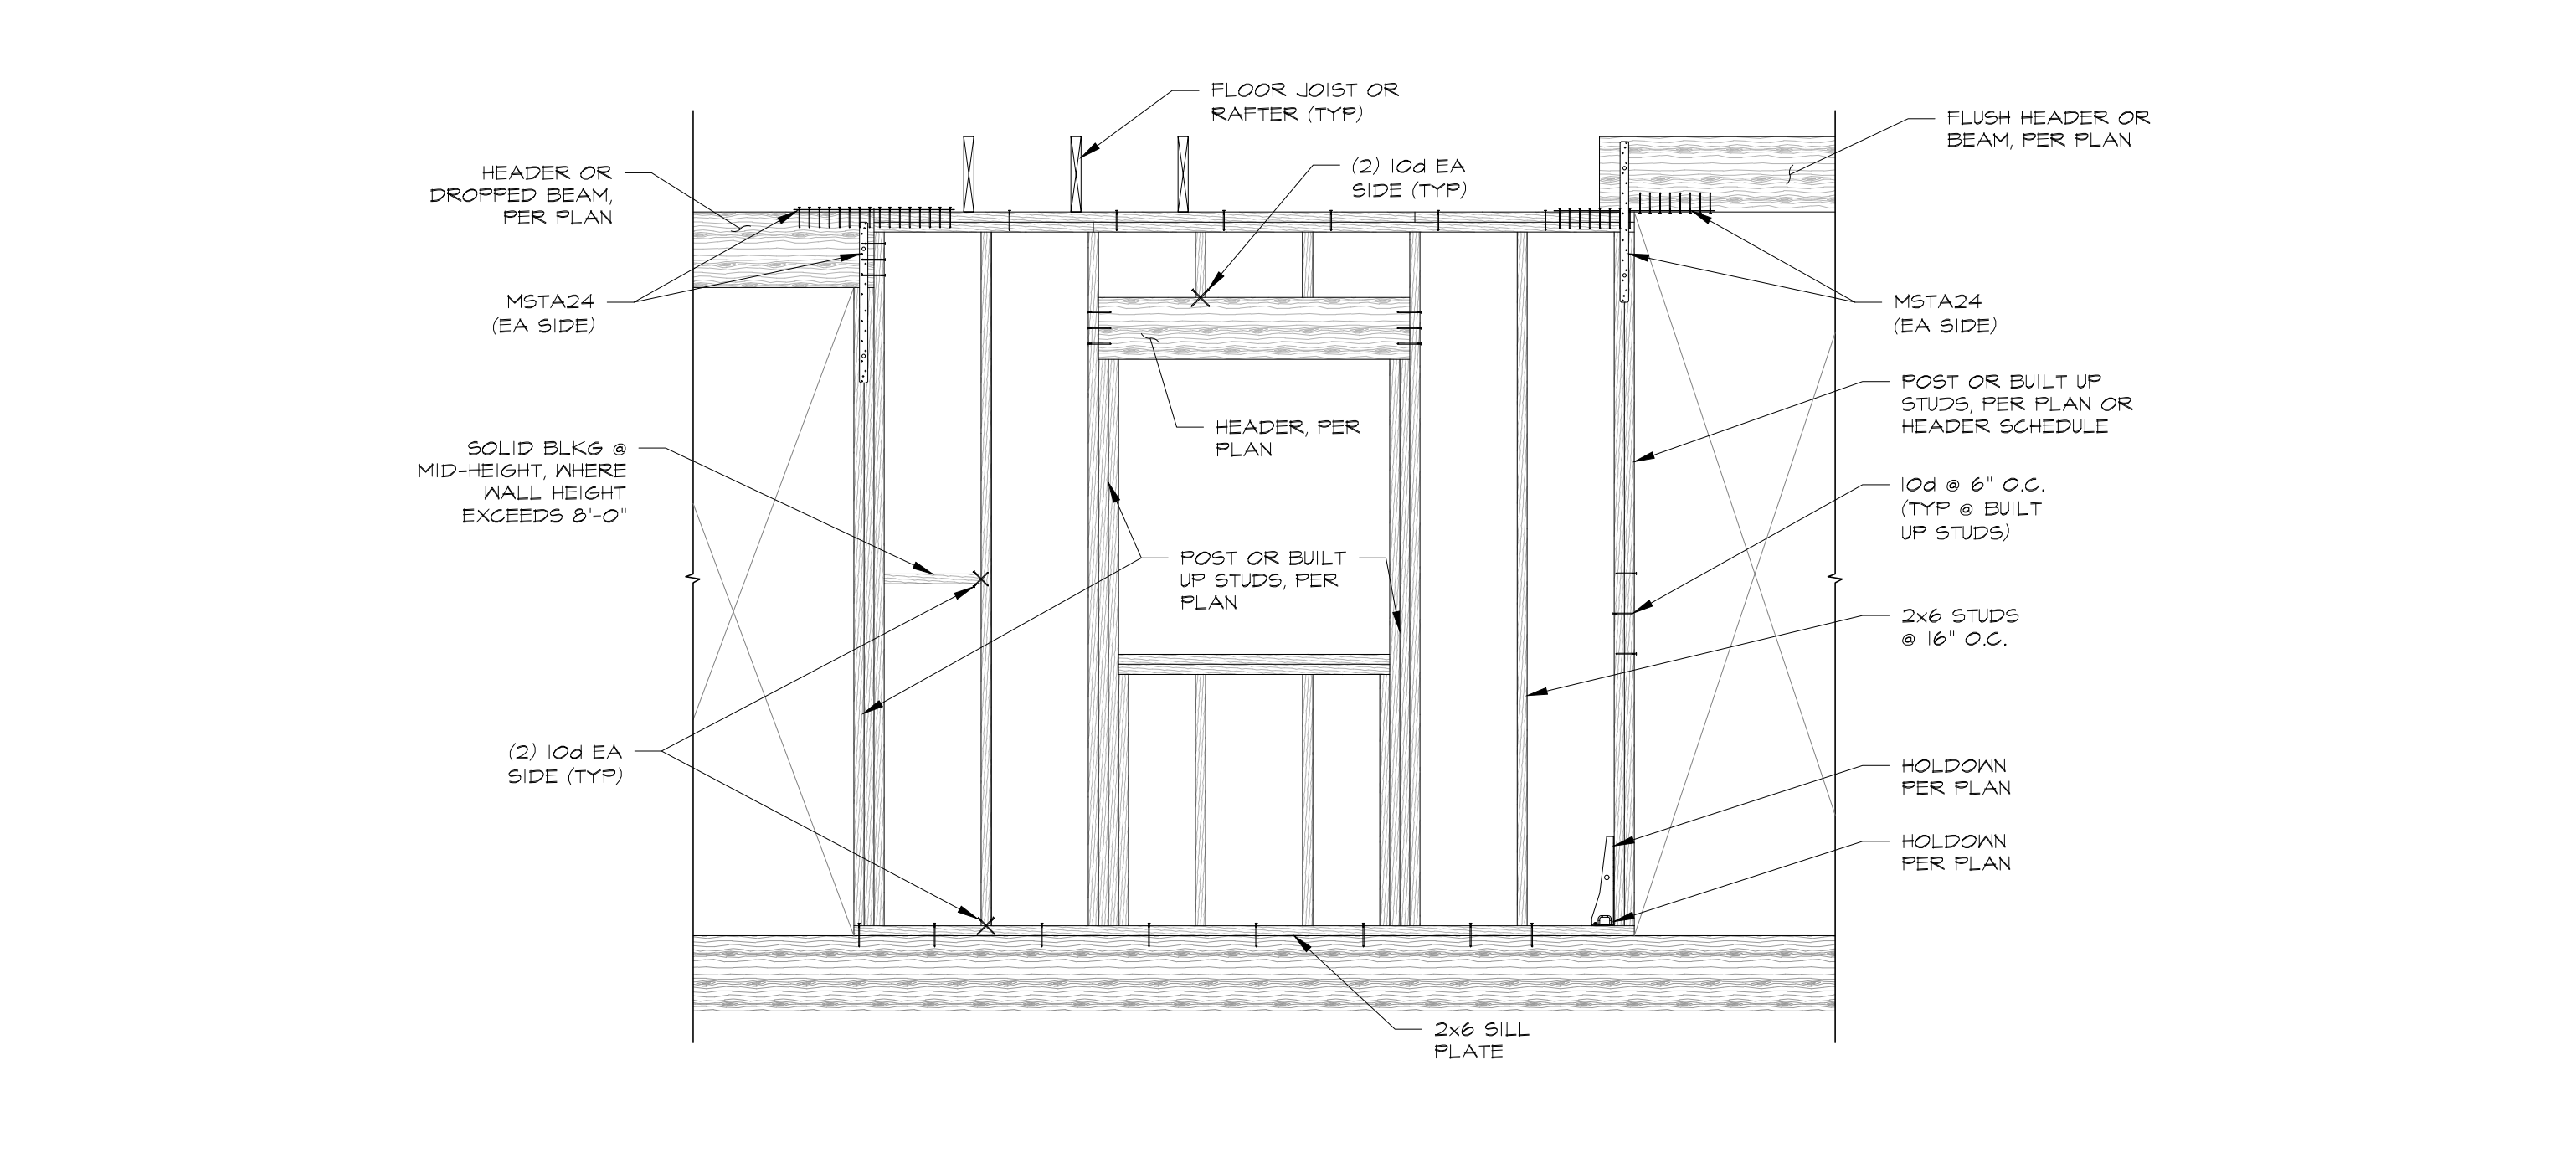 FLOOR JOIST OR
RAFTER (TYP)
FLUSH HEADER OR
BEAM, PER PLAN
HEADER OR
DROPPED BEAM,
PER PLAN
(2) 10d EA
SIDE (TYP)
MSTA24
(EA SIDE)
MSTA24
(EA SIDE)
POST OR BUILT UP
STUDS, PER PLAN OR
HEADER SCHEDULE
HEADER, PER
PLAN
SOLID BLKG @
MID-HEIGHT, WHERE
WALL HEIGHT
EXCEEDS 8'-0"
10d @ 6" O.C.
(TYP @ BUILT
UP STUDS)
POST OR BUILT
UP STUDS, PER
PLAN
2x6 STUDS
@ 16" O.C.
(2) 10d EA
SIDE (TYP)
HOLDOWN
PER PLAN
HOLDOWN
PER PLAN
2x6 SILL
PLATE